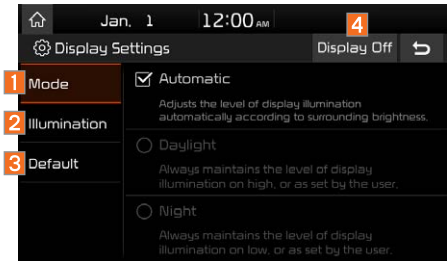 Jan. 1 12:00 AM
4
Display Settings Display Off
1 Mode
Automatic
Adjusts the level of display illumination
automatically according to surrounding brightness.
2 Illumination
Daylight
3 Default
Always maintains the level of display
illumination on high, or as set by the user.
Night
Always maintains the level of display
illumination on low, or as set by the user.